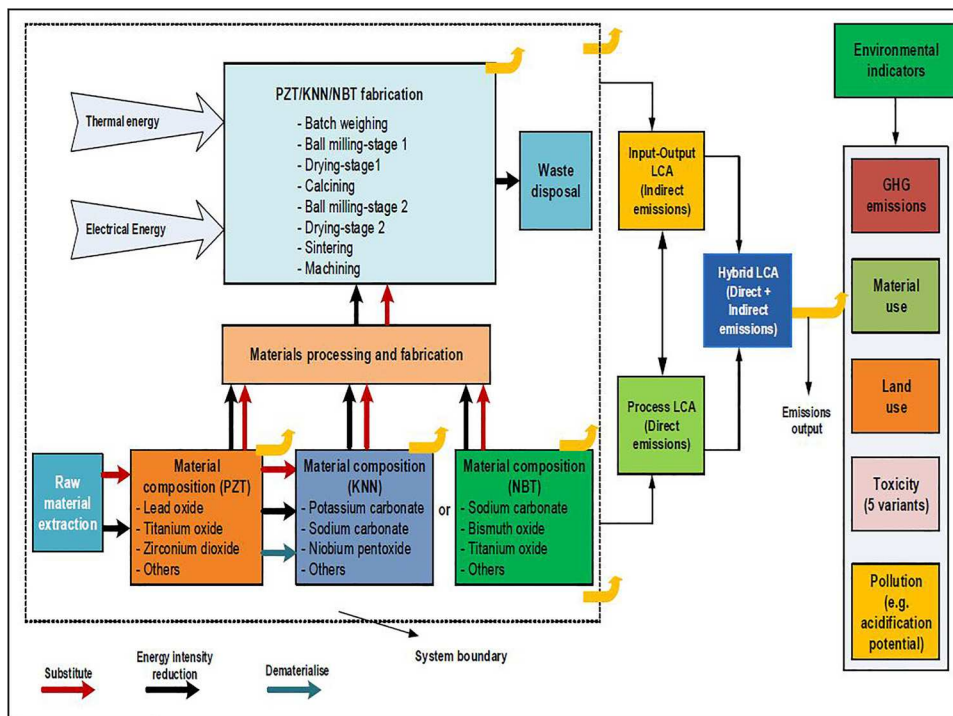 Thermal energy
Electrical Energy
PZT/KNN/NBT fabrication
- Batch weighing
- Ball milling-stage 1
- Drying-stage1
- Calcining
- Ball milling-stage 2
- Drying-stage 2
- Sintering
- Machining
Waste
disposal
Materials processing and fabrication
Raw
material
extraction
Material
composition (PZT)
- Lead oxide
- Titanium oxide
- Zirconium dioxide
- Others
Material composition
(KNN)
- Potassium carbonate
- Sodium carbonate
- Niobium pentoxide
- Others
or
Material composition
(NBT)
- Sodium carbonate
- Bismuth oxide
- Titanium oxide
- Others
System boundary
Substitute
Energy intensity
reduction
Dematerialise
Input-Output
LCA
(Indirect
emissions)
Process LCA
(Direct
emissions)
Hybrid LCA
(Direct +
Indirect
emissions)
Emissions
output
Environmental
indicators
GHG
emissions
Material
use
Land
use
Toxicity
(5 variants)
Pollution
(e.g.
acidification
potential)